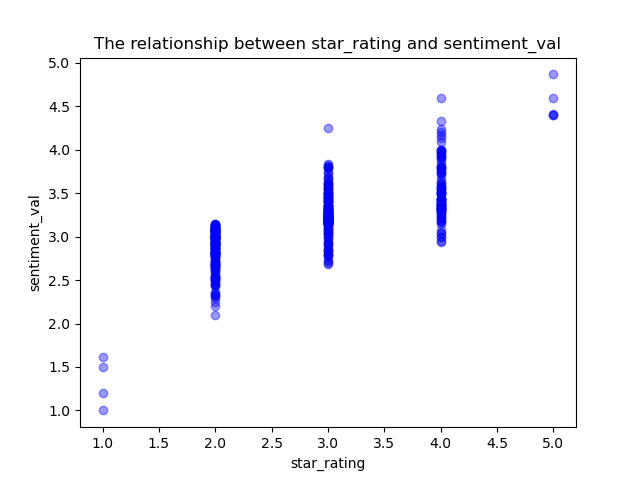 The relationship between star_rating and sentiment_val
5.0
4.5
4.0
3.5
3.0
2.5
2.0
1.5
1.0
sentiment_val
1.0 1.5 2.0 2.5 3.0 3.5 4.0 4.5 5.0
star_rating